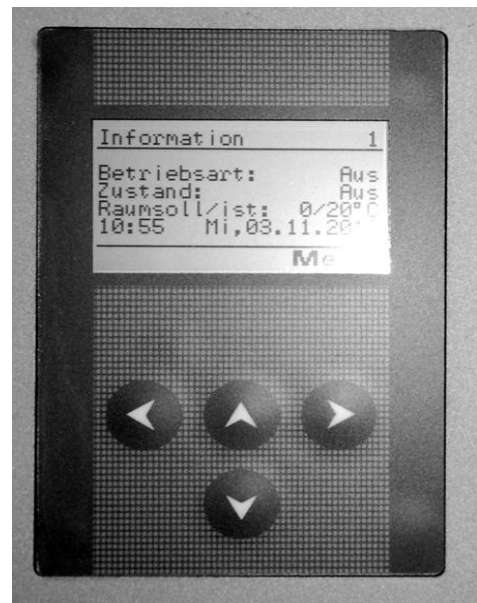 Information 1
Betriebsart: Aus
Zustand: Aus
Raumsoll/ist: 0/20°C
10:55 Mi,03.11.